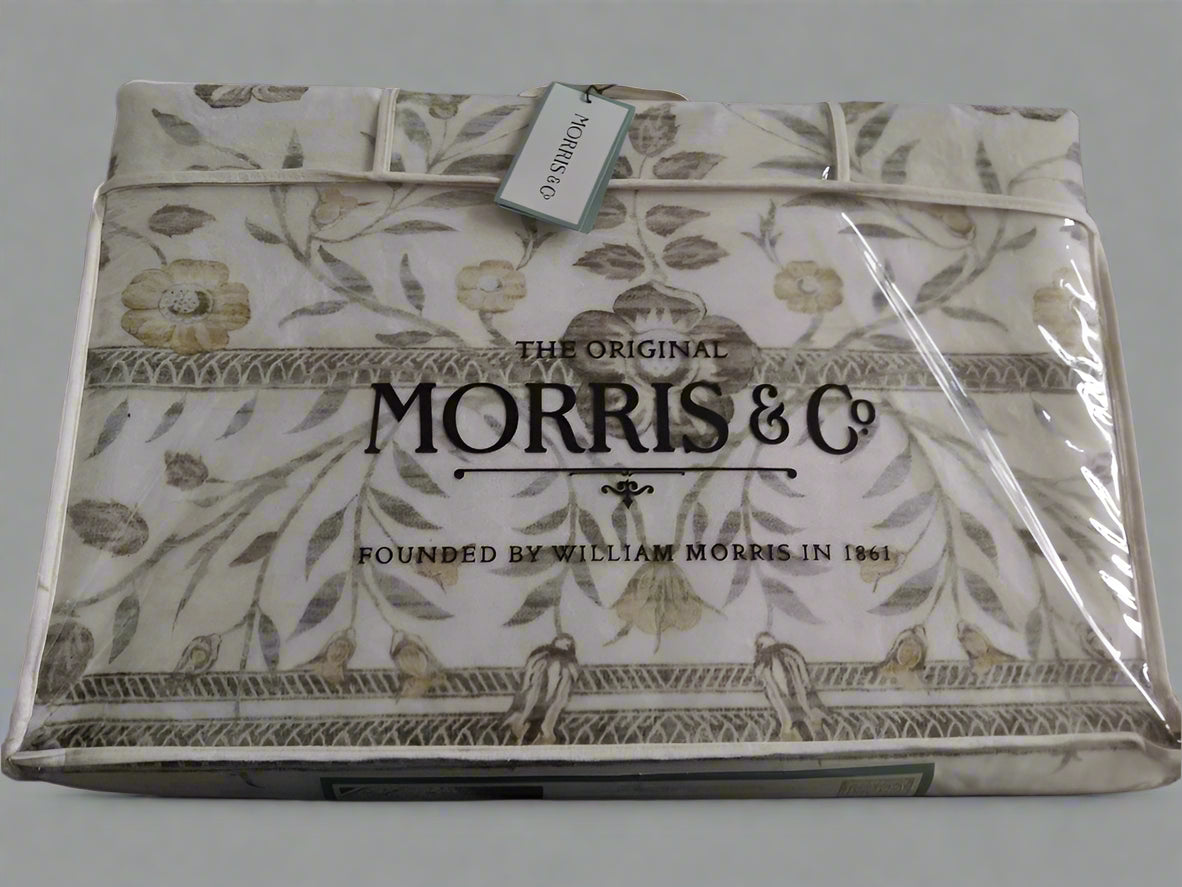 MORRIS & Co
THE ORIGINAL
MORRIS & Co.
FOUNDED BY WILLIAM MORRIS IN 1861